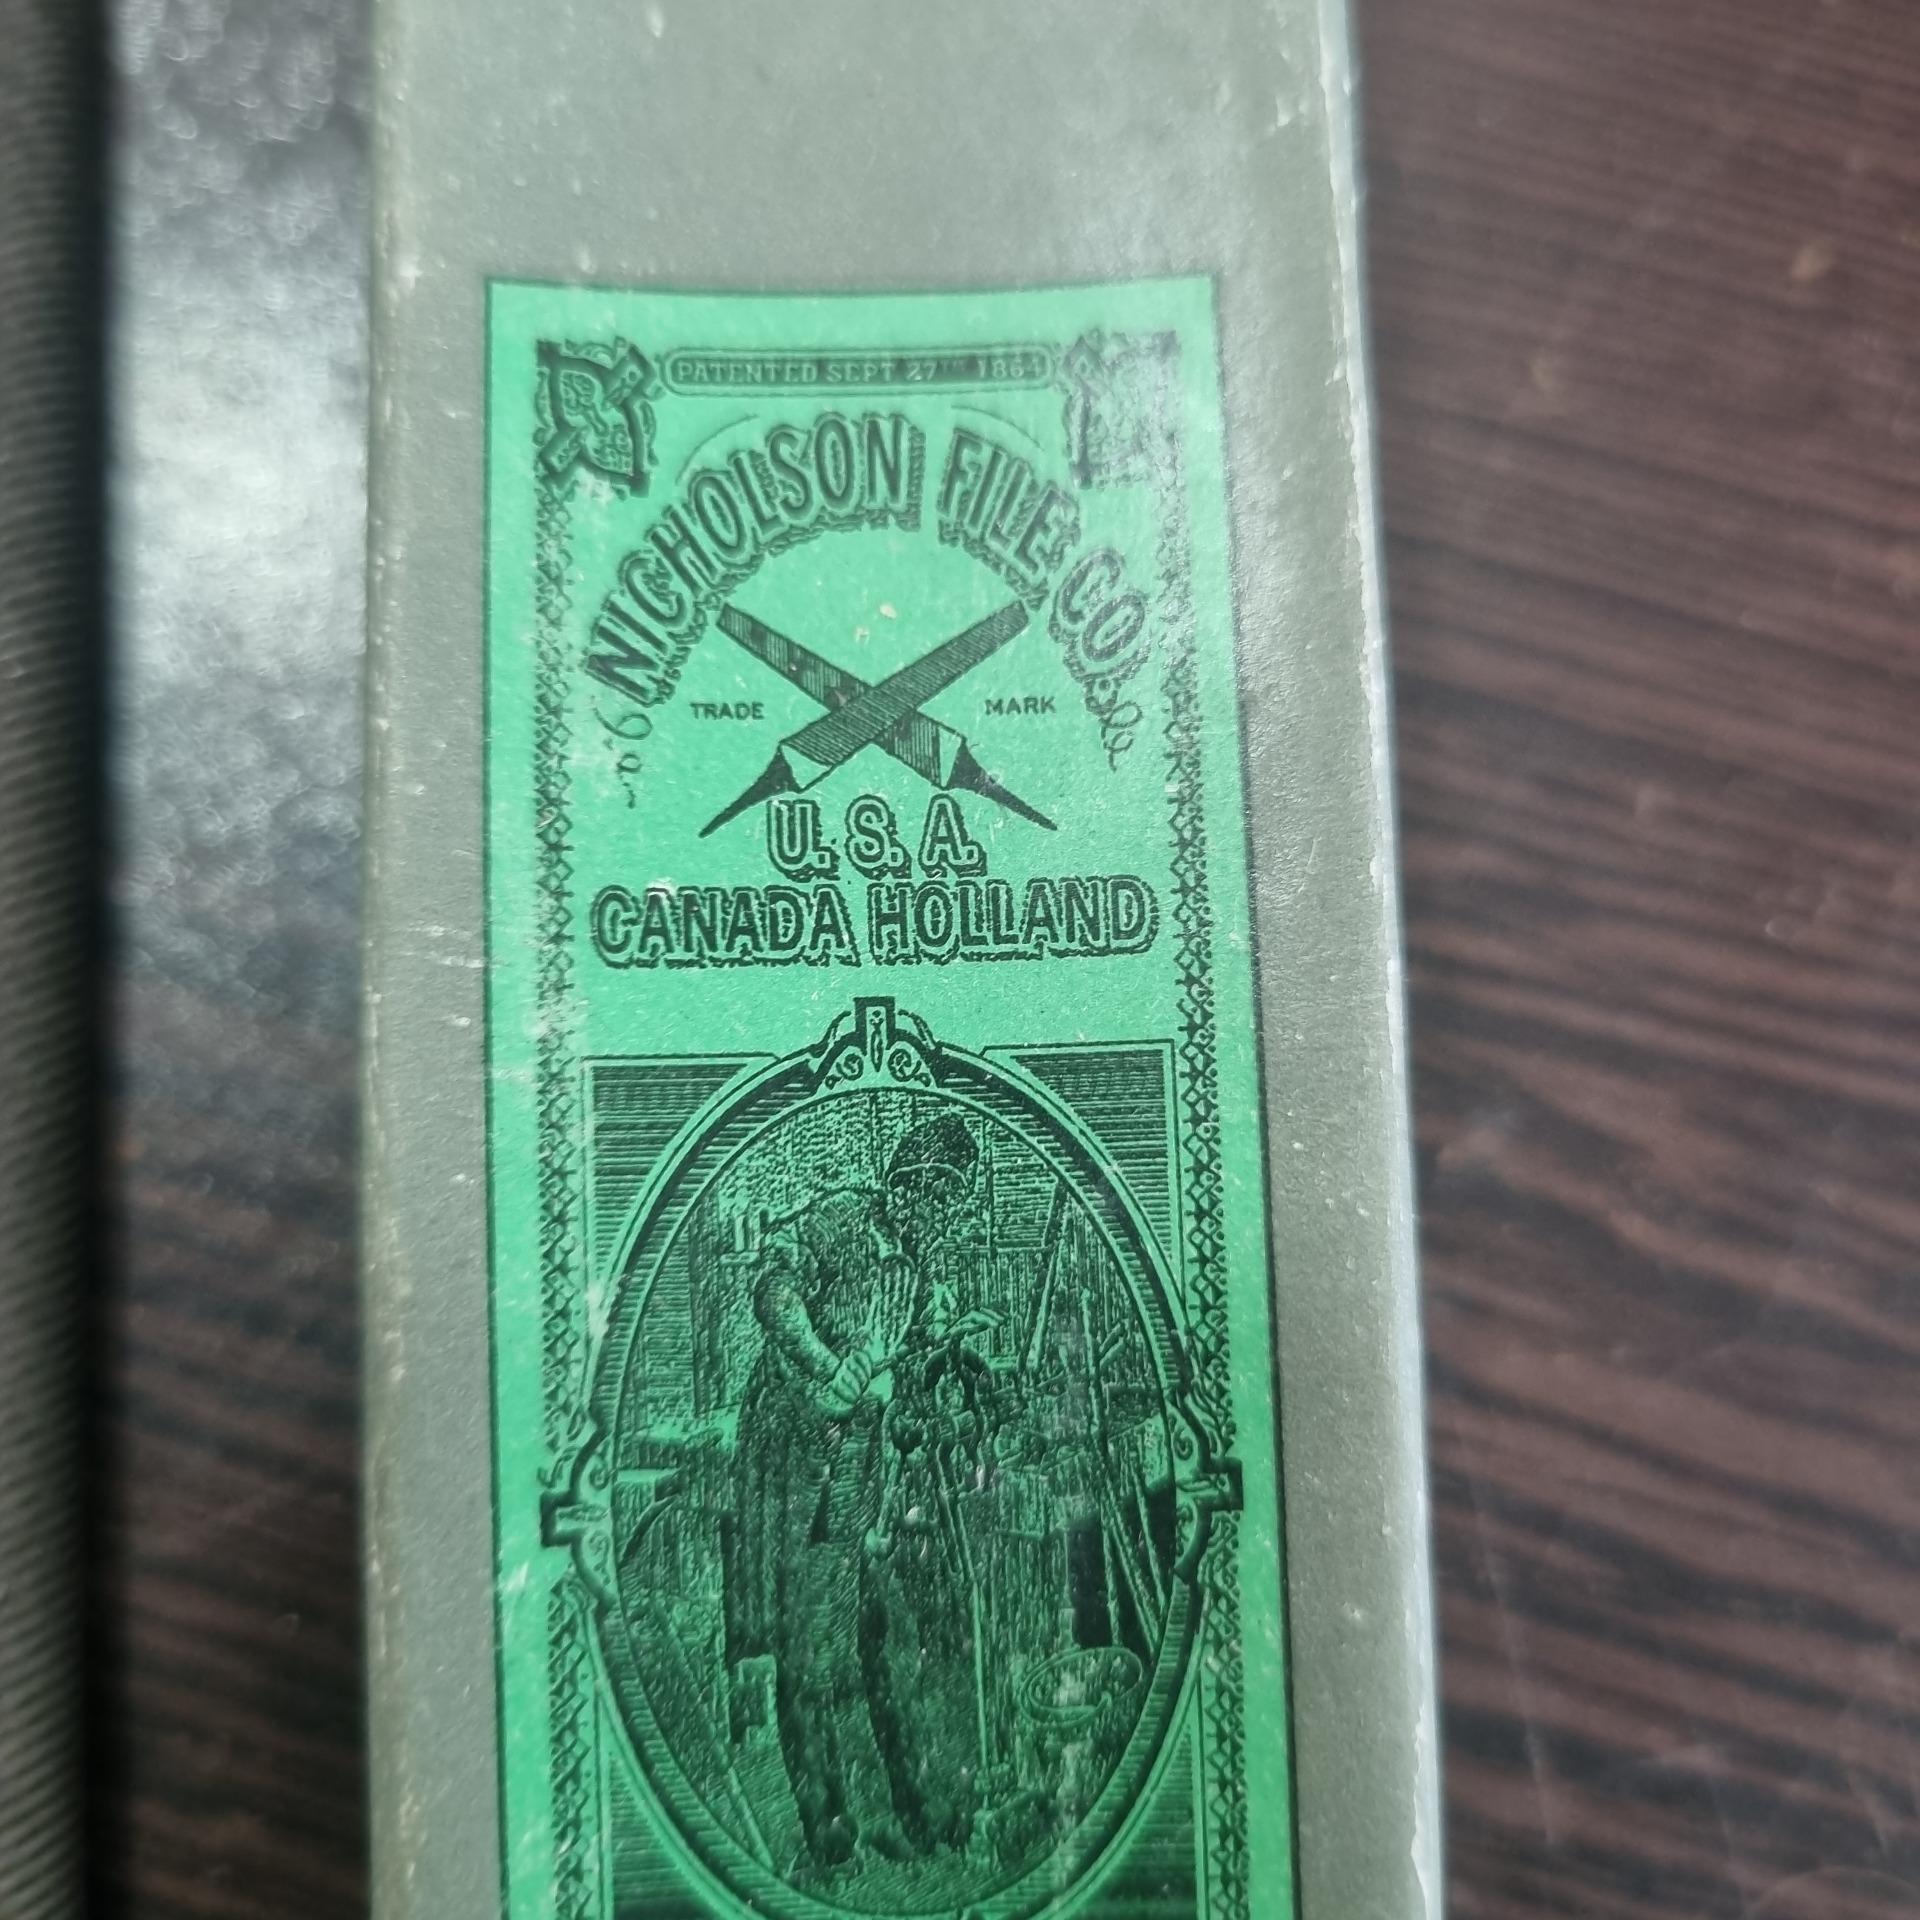 PATENTED SEPT 27TH 1864
NICHOLSON FILE CO
TRADE MARK
U.S.A.
CANADA HOLLAND